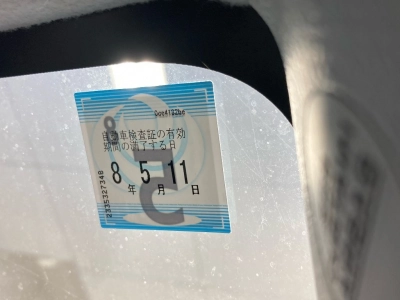 自動車検査証の有効
期間の満了する日
8 5 11
年 月 日
2335327348